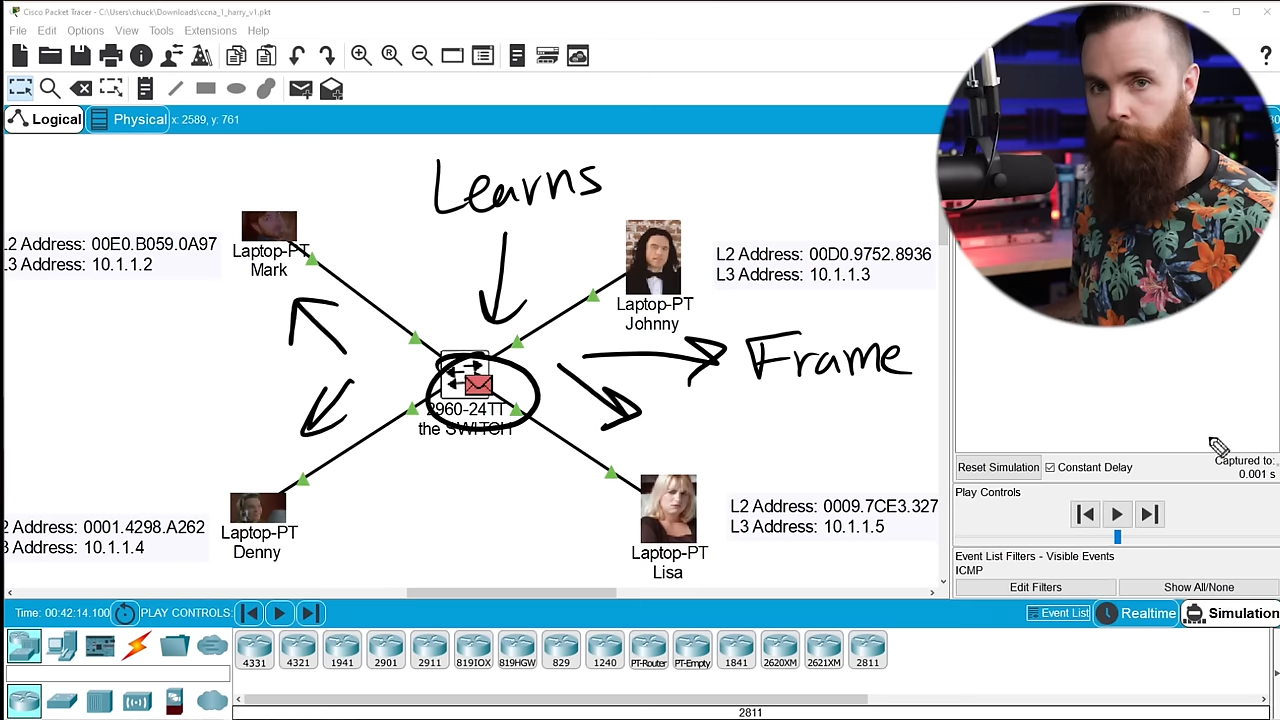 Cisco Packet Tracer - C:\Users\chuck\Downloads\ccna_1_harry_v1.pkt
File Edit Options View Tools Extensions Help
?
Logical Physical x: 2589, y: 761
Learns
L2 Address: 00E0.B059.0A97
L3 Address: 10.1.1.2
Laptop-PT
Mark
L2 Address: 00D0.9752.8936
L3 Address: 10.1.1.3
Laptop-PT
Johnny
Frame
2960-24TT
the SWITCH
2 Address: 0001.4298.A262
3 Address: 10.1.1.4
Laptop-PT
Denny
L2 Address: 0009.7CE3.327
L3 Address: 10.1.1.5
Laptop-PT
Lisa
Reset Simulation Constant Delay Captured to:
0.001 s
Play Controls
Event List Filters - Visible Events
ICMP
Edit Filters Show All/None
Time: 00:42:14.100 PLAY CONTROLS: Event List Realtime Simulation
4331 4321 1941 2901 2911 819IOX 819HGW 829 1240 PT-Router PT-Empty 1841 2620XM 2621XM 2811
2811